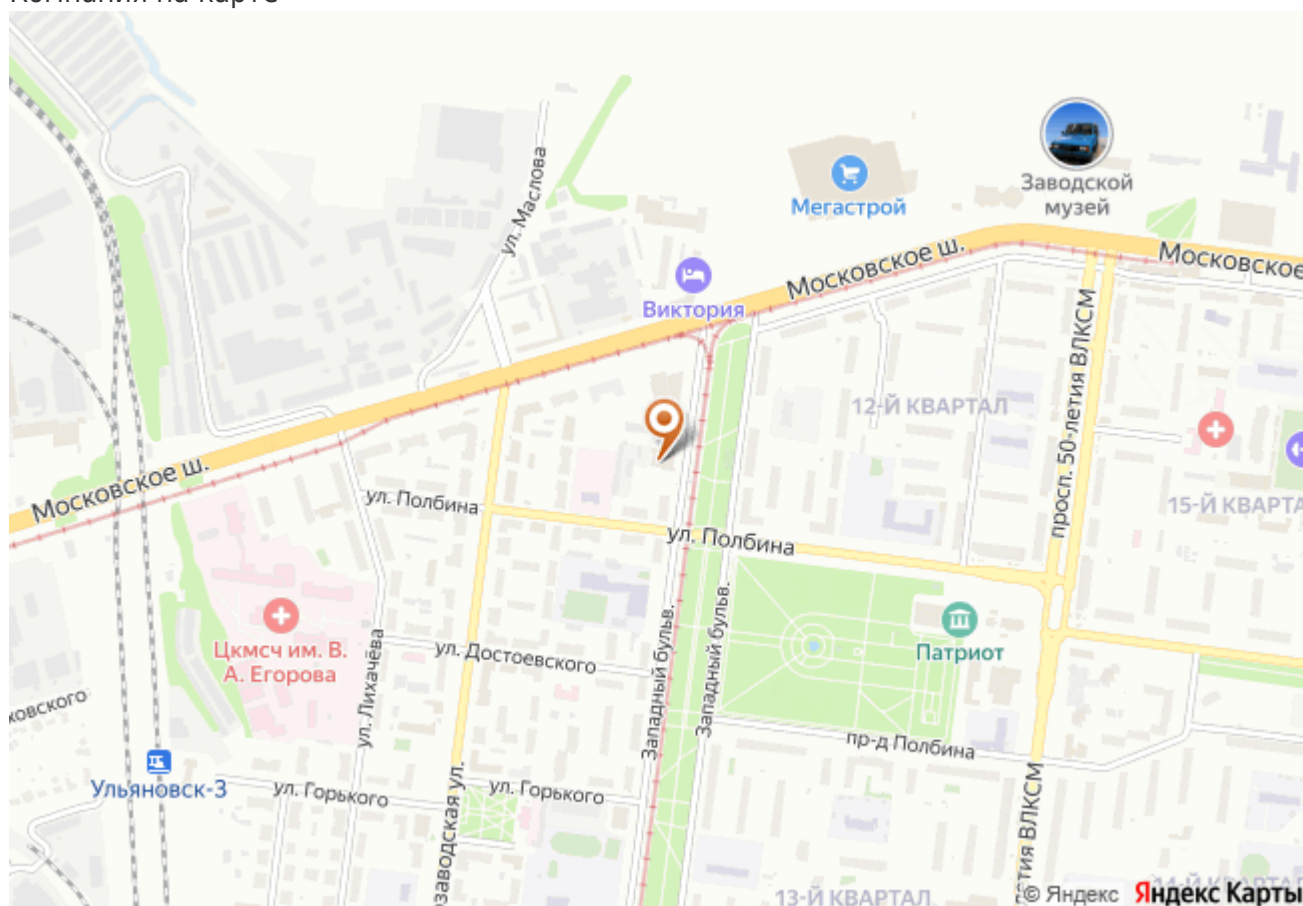 Компания на карте
ул. Маслова
Мегастрой
Заводской
музей
Московское ш.
Московское
Виктория
12-Й КВАРТАЛ
просп. 50-летия ВЛКСМ
15-Й КВАРТА
Московское ш.
ул. Полбина
ул. Полбина
Цкмсч им. В.
А. Егорова
ул. Лихачёва
ул. Достоевского
Западный бульв.
Западный бульв.
Патриот
пр-д Полбина
ховского
Ульяновск-3
ул. Горького
ул. Горького
озаводская ул.
летия ВЛКСМ
13-Й КВАРТАЛ
© Яндекс Яндекс Карты